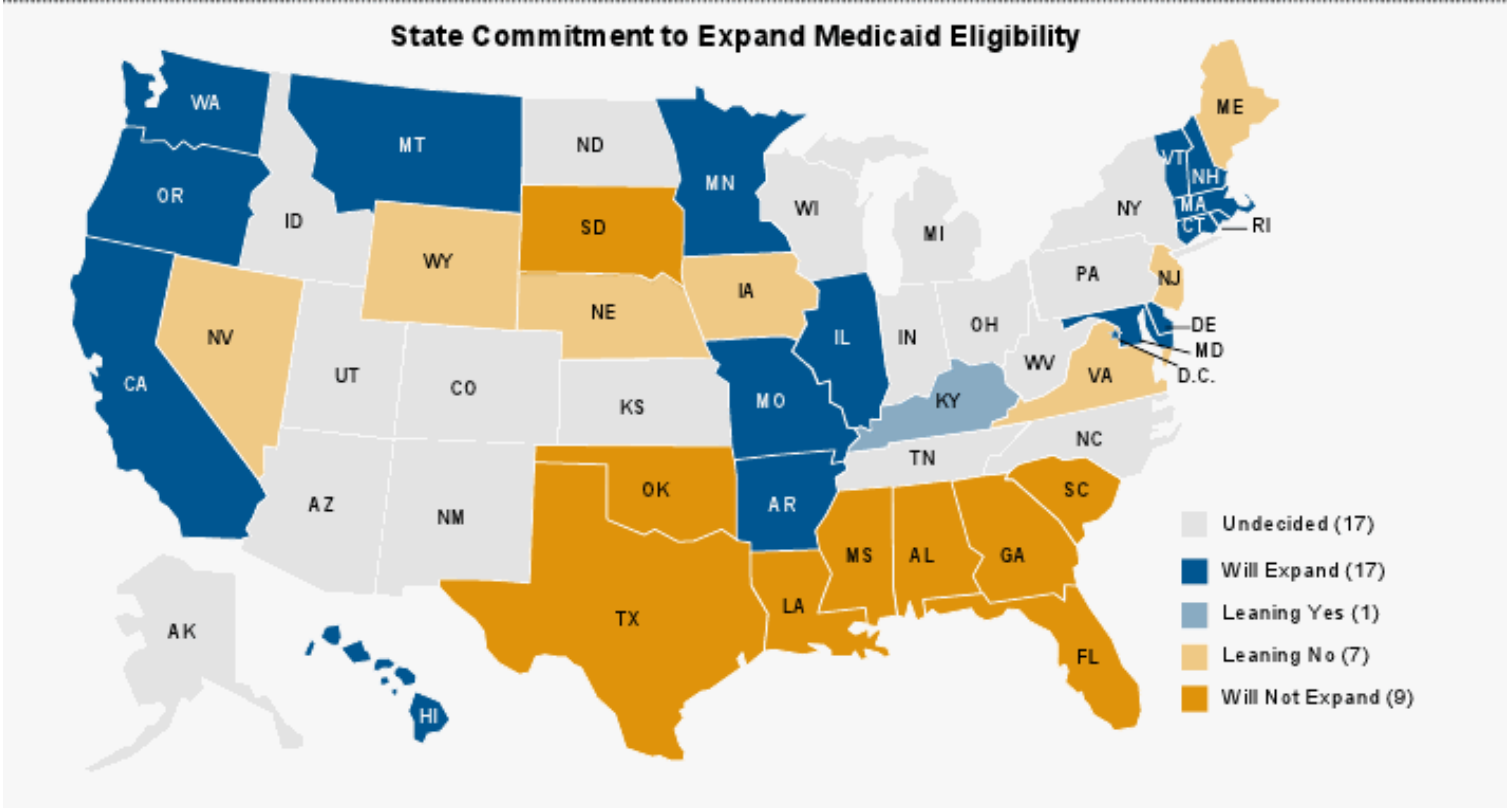 State Commitment to Expand Medicaid Eligibility
WA
MT
ND
MN
ME
VT
NH
OR
ID
SD
WI
MI
NY
MA
CT
RI
WY
IA
PA
NJ
NV
NE
IL
IN
OH
DE
MD
D.C.
CA
UT
CO
KS
MO
KY
WV
VA
AZ
NM
OK
AR
TN
NC
SC
MS
AL
GA
TX
LA
FL
AK
HI
Undecided (17)
Will Expand (17)
Leaning Yes (1)
Leaning No (7)
Will Not Expand (9)